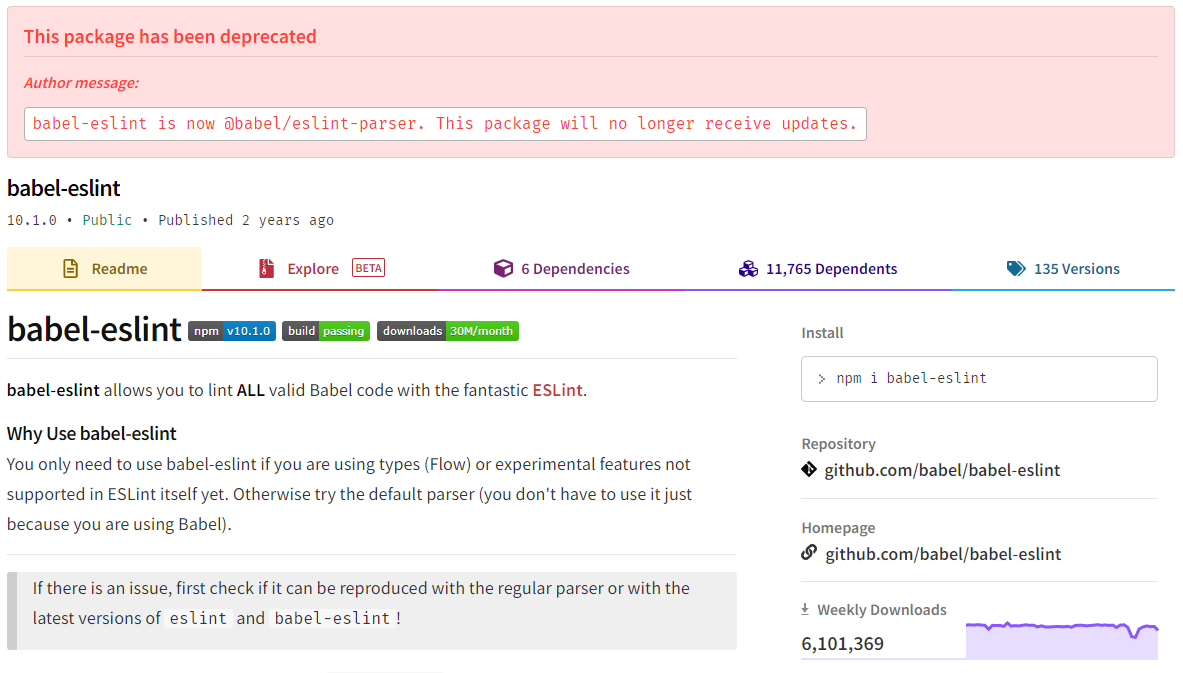 This package has been deprecated
Author message:
babel-eslint is now @babel/eslint-parser. This package will no longer receive updates.
babel-eslint
10.1.0 • Public • Published 2 years ago
Readme
Explore BETA
6 Dependencies
11,765 Dependents
135 Versions
babel-eslint npm v10.1.0 build passing downloads 30M/month
babel-eslint allows you to lint ALL valid Babel code with the fantastic ESLint.
Why Use babel-eslint
You only need to use babel-eslint if you are using types (Flow) or experimental features not
supported in ESLint itself yet. Otherwise try the default parser (you don't have to use it just
because you are using Babel).
If there is an issue, first check if it can be reproduced with the regular parser or with the
latest versions of eslint and babel-eslint!
Install
> npm i babel-eslint
Repository
github.com/babel/babel-eslint
Homepage
github.com/babel/babel-eslint
Weekly Downloads
6,101,369